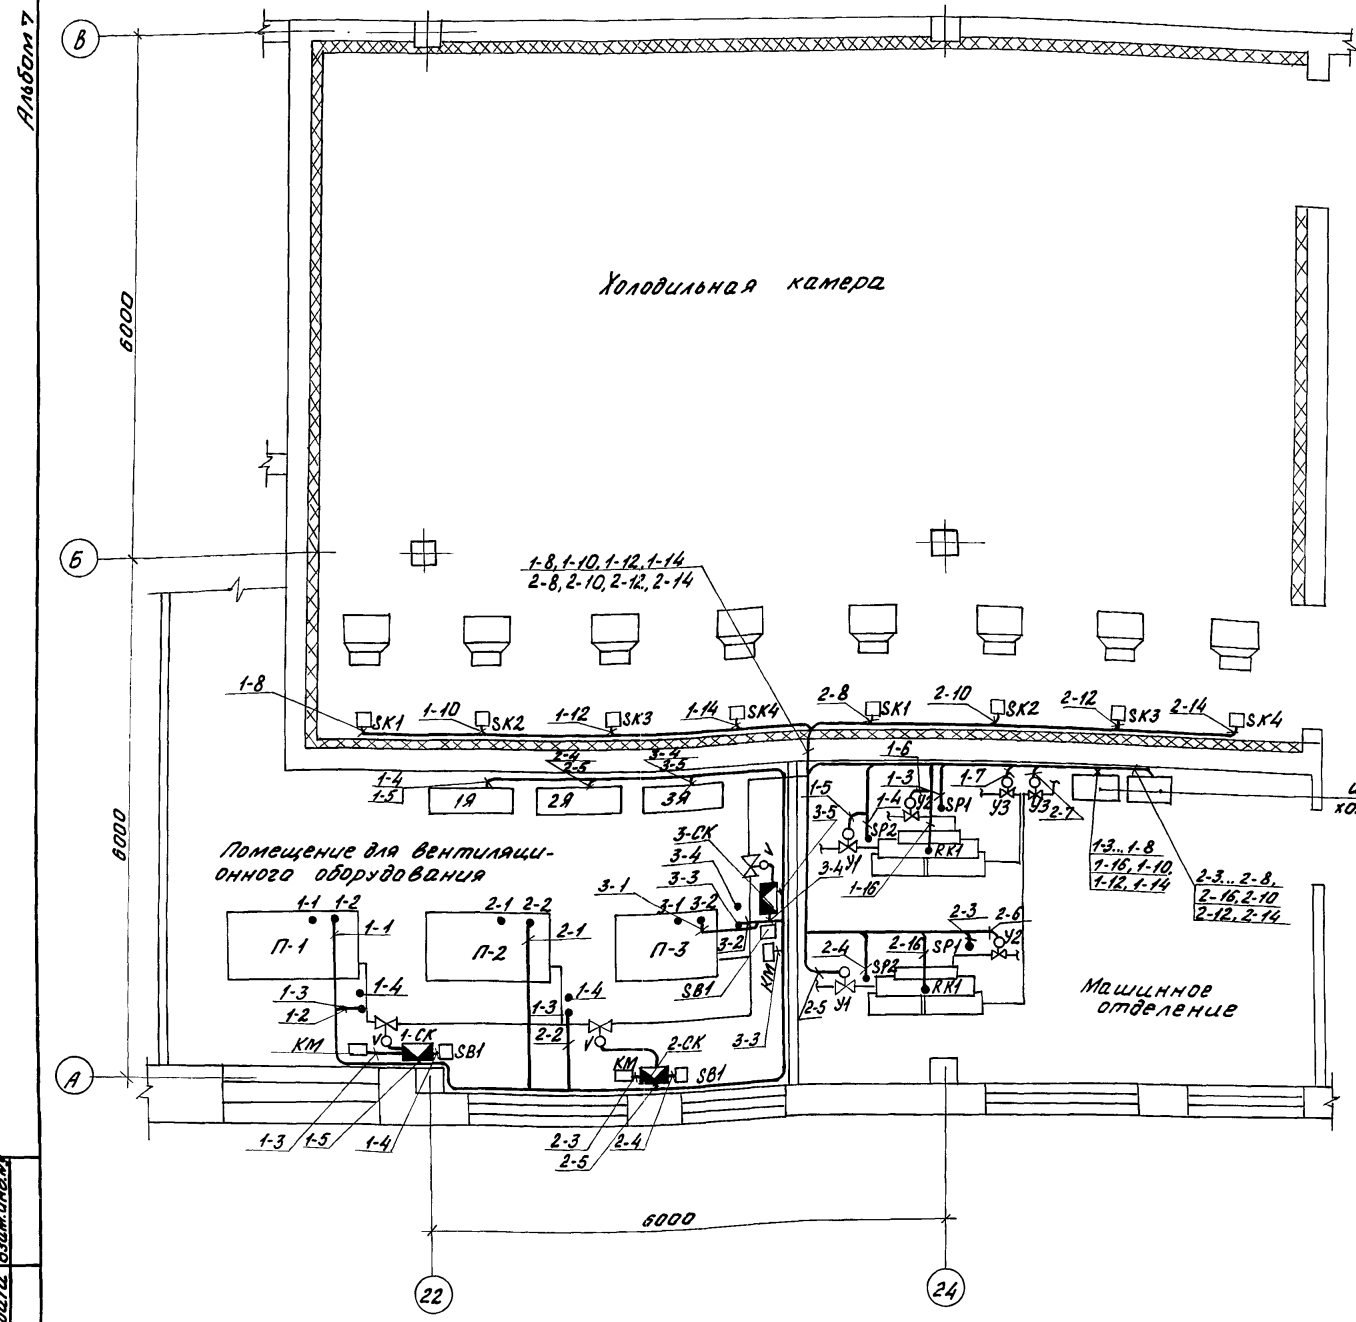 Альбом 7
В
6000
Холодильная камера
Б
1-8, 1-10, 1-12, 1-14
2-8, 2-10, 2-12, 2-14
1-8
1-10
1-12
1-14
2-8
2-10
2-12
2-14
SK1
SK2
SK3
SK4
SK1
SK2
SK3
SK4
2-4
2-5
3-4
3-5
1-4
1-5
1Я
2Я
3Я
6000
1-6
1-3
1-5
1-4
У2
SP1
SP2
У1
RK1
1-16
1-7
У3
У3
2-7
3-5
3-4
1-3... 1-8
1-16, 1-10,
1-12, 1-14
2-3... 2-8,
2-16, 2-10
2-12, 2-14
Помещение для вентиляци-
онного оборудования
3-СК
3-4
3-3
3-1
V
1-1
1-2
1-1
П-1
2-1
2-2
2-1
П-2
3-1
3-2
П-3
3-2
SB1
КМ
3-3
1-3
1-2
1-4
1-4
1-3
2-2
2-3
2-6
2-4
2-16
SP1
У2
SP2
RK1
2-5
У1
Машинное
отделение
КМ
V
1-СК
SB1
V
КМ
2-СК
SB1
А
1-3
1-5
1-4
2-3
2-5
2-4
6000
22
24